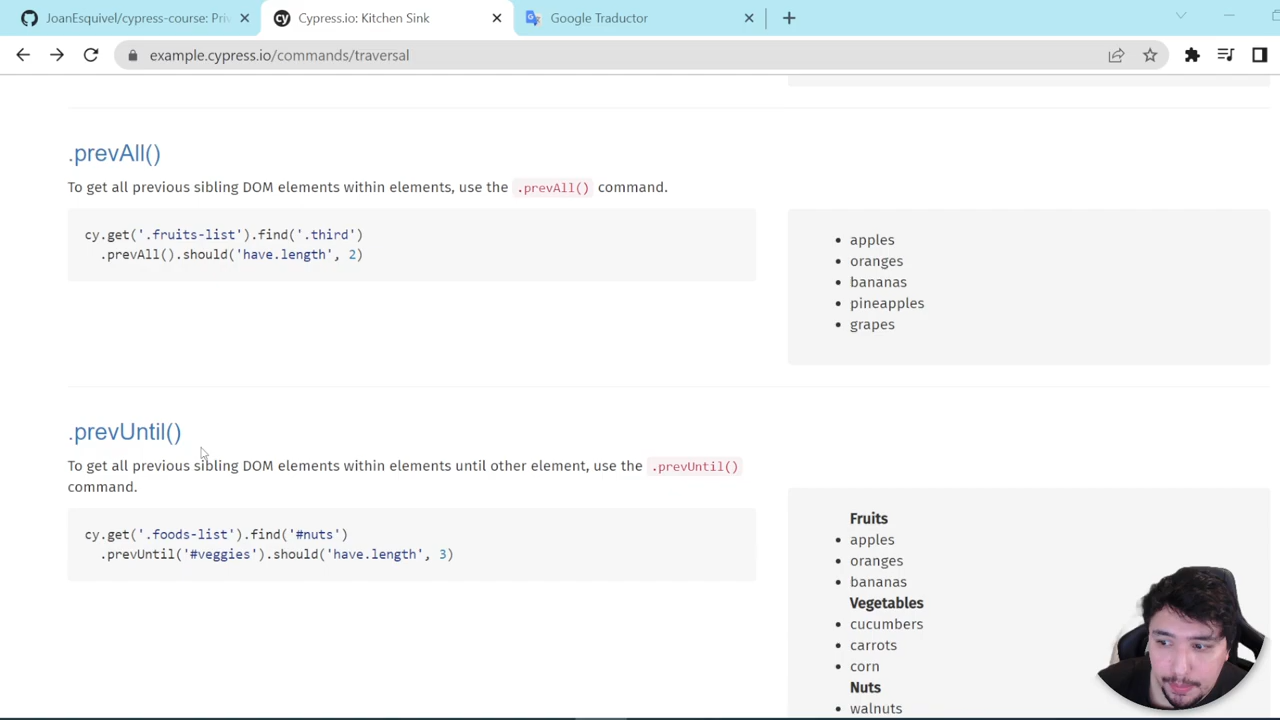 JoanEsquivel/cypress-course: Priv
Cypress.io: Kitchen Sink
Google Traductor
example.cypress.io/commands/traversal
.prevAll()
To get all previous sibling DOM elements within elements, use the .prevAll() command.
cy.get('.fruits-list').find('.third')
.prevAll().should('have.length', 2)
apples
oranges
bananas
pineapples
grapes
.prevUntil()
To get all previous sibling DOM elements within elements until other element, use the .prevUntil()
command.
cy.get('.foods-list').find('#nuts')
.prevUntil('#veggies').should('have.length', 3)
Fruits
apples
oranges
bananas
Vegetables
cucumbers
carrots
corn
Nuts
walnuts